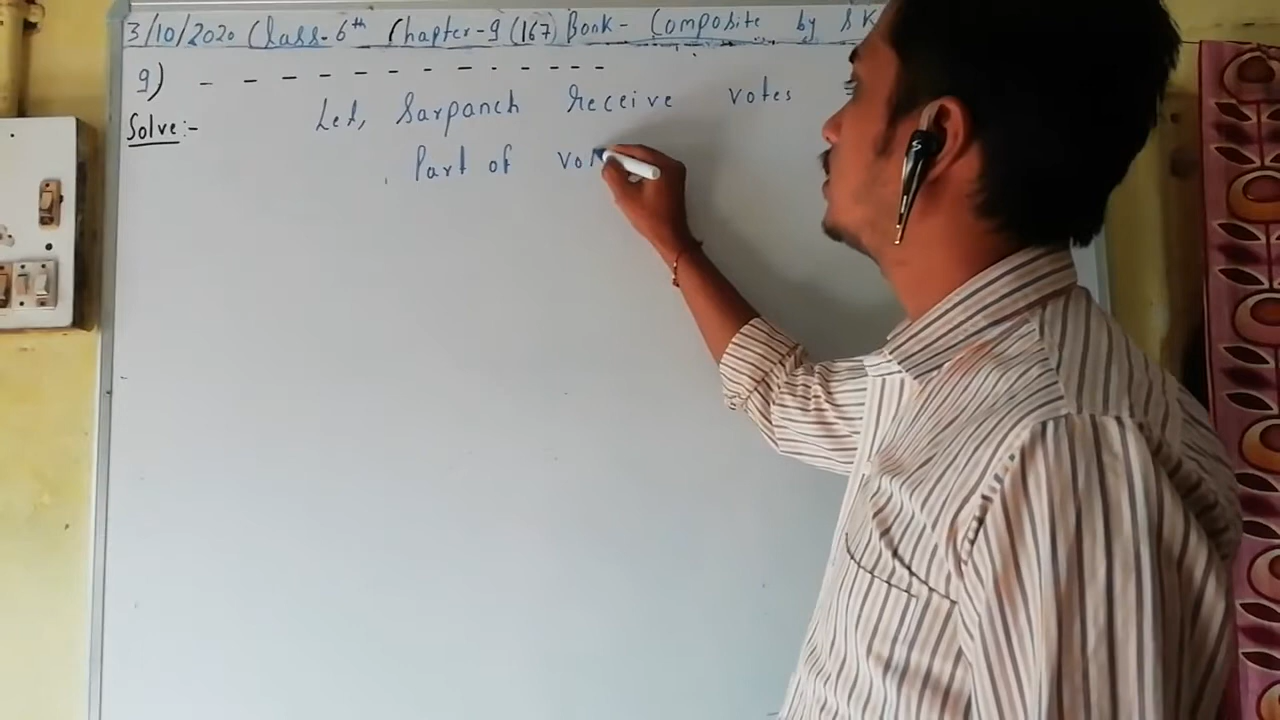 3/10/2020 Class-6th Chapter-9 (167) Book- Composite by S K
9) - - - - - - - - - - - -
Let, Sarpanch Receive votes =
Solve:-
Part of vot